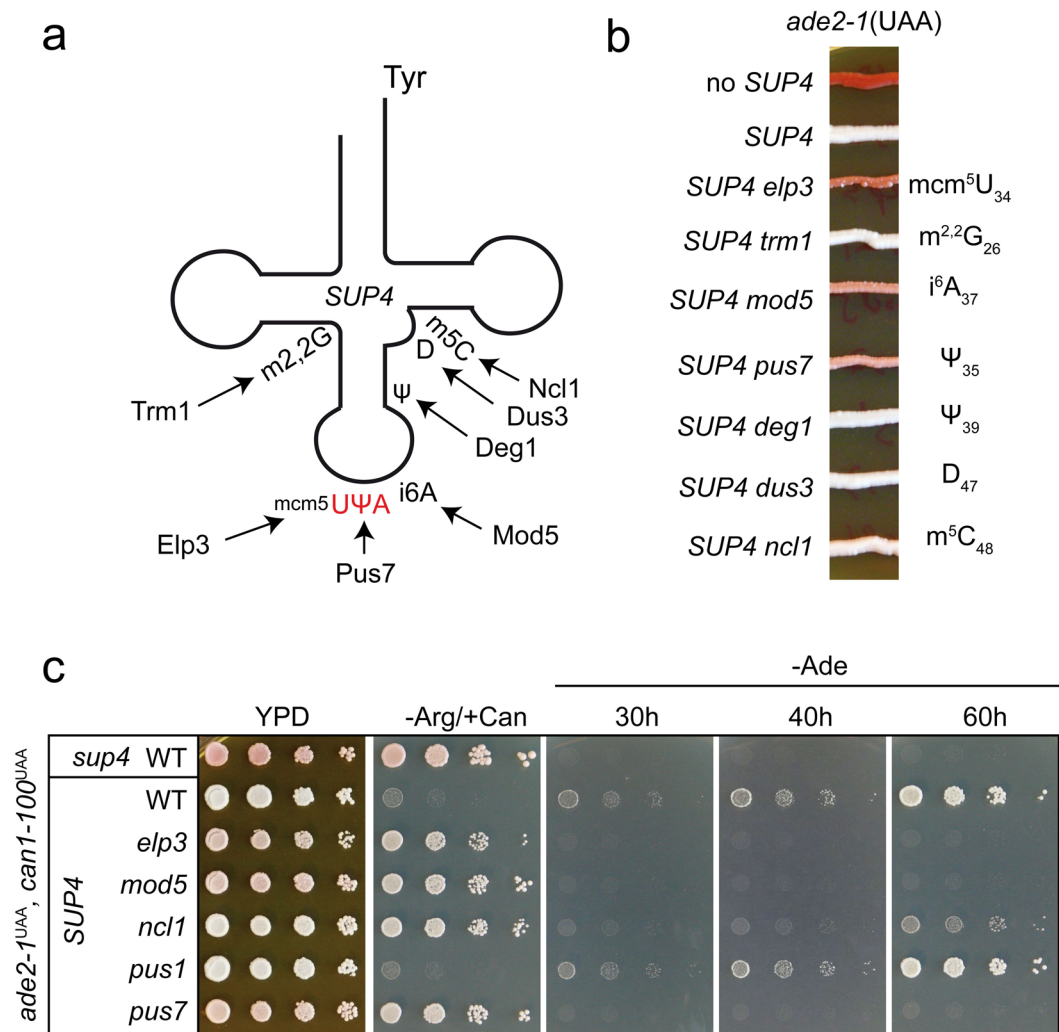 a
Tyr
SUP4
m2,2G
m5C
D
Ψ
Trm1
Ncl1
Dus3
Deg1
mcm5 UΨA i6A
Elp3
Mod5
Pus7
b
ade2-1(UAA)
no SUP4
SUP4
SUP4 elp3 mcm⁵U₃₄
SUP4 trm1 m²,²G₂₆
SUP4 mod5 i⁶A₃₇
SUP4 pus7 Ψ₃₅
SUP4 deg1 Ψ₃₉
SUP4 dus3 D₄₇
SUP4 ncl1 m⁵C₄₈
c
-Ade
YPD -Arg/+Can 30h 40h 60h
ade2-1ᵁᴬᴬ, can1-100ᵁᴬᴬ
sup4 WT
SUP4
WT
elp3
mod5
ncl1
pus1
pus7